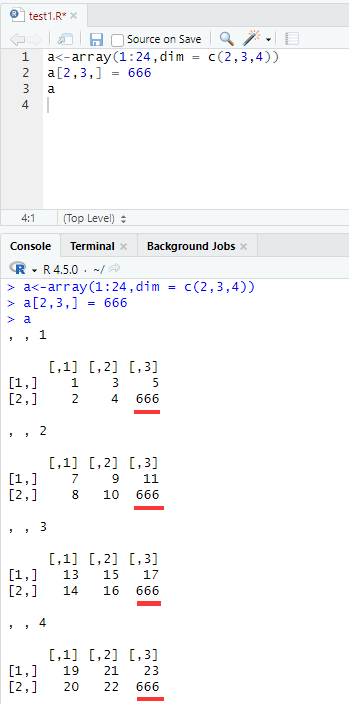 test1.R*
Source on Save
1 a<-array(1:24,dim = c(2,3,4))
2 a[2,3,] = 666
3 a
4
4:1 (Top Level)
Console Terminal Background Jobs
R 4.5.0 · ~/
> a<-array(1:24,dim = c(2,3,4))
> a[2,3,] = 666
> a
, , 1
[,1] [,2] [,3]
[1,] 1 3 5
[2,] 2 4 666
, , 2
[,1] [,2] [,3]
[1,] 7 9 11
[2,] 8 10 666
, , 3
[,1] [,2] [,3]
[1,] 13 15 17
[2,] 14 16 666
, , 4
[,1] [,2] [,3]
[1,] 19 21 23
[2,] 20 22 666